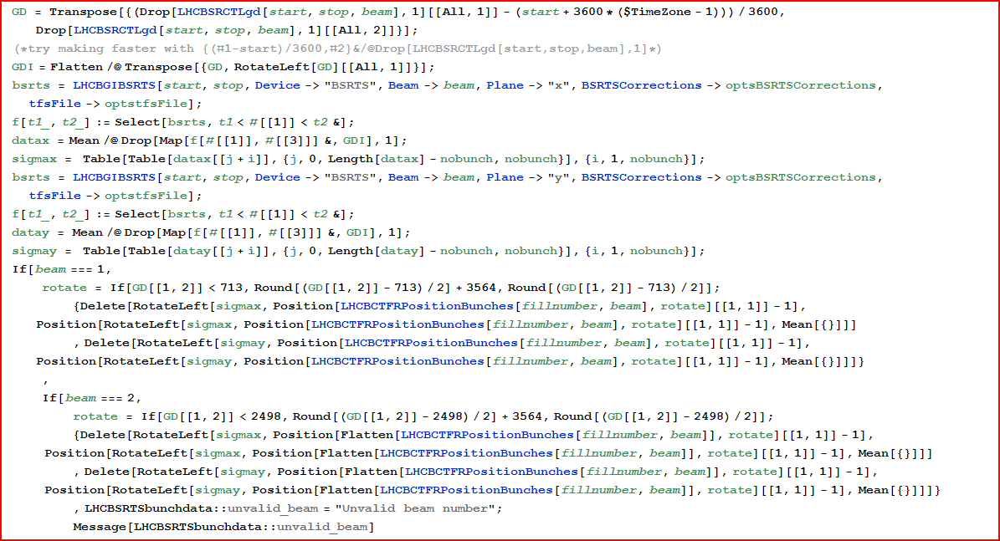 GD = Transpose[{(Drop[LHCBSRCTLgd[start, stop, beam], 1][[All, 1]] - (start + 3600 * ($TimeZone - 1))) / 3600,
Drop[LHCBSRCTLgd[start, stop, beam], 1][[All, 2]]}];
(*try making faster with {(#1-start)/3600,#2}&/@Drop[LHCBSRCTLgd[start,stop,beam],1]*)
GDI = Flatten /@ Transpose[{GD, RotateLeft[GD][[All, 1]]}];
bsrts = LHCBGIBSRTS[start, stop, Device -> "BSRTS", Beam -> beam, Plane -> "x", BSRTSCorrections -> optsBSRTSCorrections,
tfsFile -> optstfsFile];
f[t1_, t2_] := Select[bsrts, t1 < #[[1]] < t2 &];
datax = Mean /@ Drop[Map[f[#[[1]], #[[3]]] &, GDI], 1];
sigmax = Table[Table[datax[[j + i]], {j, 0, Length[datax] - nobunch, nobunch}], {i, 1, nobunch}];
bsrts = LHCBGIBSRTS[start, stop, Device -> "BSRTS", Beam -> beam, Plane -> "y", BSRTSCorrections -> optsBSRTSCorrections,
tfsFile -> optstfsFile];
f[t1_, t2_] := Select[bsrts, t1 < #[[1]] < t2 &];
datay = Mean /@ Drop[Map[f[#[[1]], #[[3]]] &, GDI], 1];
sigmay = Table[Table[datay[[j + i]], {j, 0, Length[datay] - nobunch, nobunch}], {i, 1, nobunch}];
If[beam === 1,
rotate = If[GD[[1, 2]] < 713, Round[(GD[[1, 2]] - 713) / 2] + 3564, Round[(GD[[1, 2]] - 713) / 2]];
{Delete[RotateLeft[sigmax, Position[LHCBCTFRPositionBunches[fillnumber, beam], rotate][[1, 1]] - 1],
Position[RotateLeft[sigmax, Position[LHCBCTFRPositionBunches[fillnumber, beam], rotate][[1, 1]] - 1], Mean[{}]]]
, Delete[RotateLeft[sigmay, Position[LHCBCTFRPositionBunches[fillnumber, beam], rotate][[1, 1]] - 1],
Position[RotateLeft[sigmay, Position[LHCBCTFRPositionBunches[fillnumber, beam], rotate][[1, 1]] - 1], Mean[{}]]]}
,
If[beam === 2,
rotate = If[GD[[1, 2]] < 2498, Round[(GD[[1, 2]] - 2498) / 2] + 3564, Round[(GD[[1, 2]] - 2498) / 2]];
{Delete[RotateLeft[sigmax, Position[Flatten[LHCBCTFRPositionBunches[fillnumber, beam]], rotate][[1, 1]] - 1],
Position[RotateLeft[sigmax, Position[Flatten[LHCBCTFRPositionBunches[fillnumber, beam]], rotate][[1, 1]] - 1], Mean[{}]]]
, Delete[RotateLeft[sigmay, Position[Flatten[LHCBCTFRPositionBunches[fillnumber, beam]], rotate][[1, 1]] - 1],
Position[RotateLeft[sigmay, Position[Flatten[LHCBCTFRPositionBunches[fillnumber, beam]], rotate][[1, 1]] - 1], Mean[{}]]]}
, LHCBSRTSbunchdata::unvalid_beam = "Unvalid beam number";
Message[LHCBSRTSbunchdata::unvalid_beam]